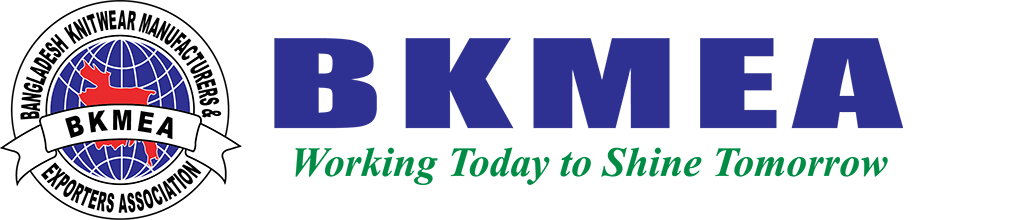 BANGLADESH KNITWEAR MANUFACTURERS &
BKMEA
EXPORTERS ASSOCIATION
BKMEA
Working Today to Shine Tomorrow